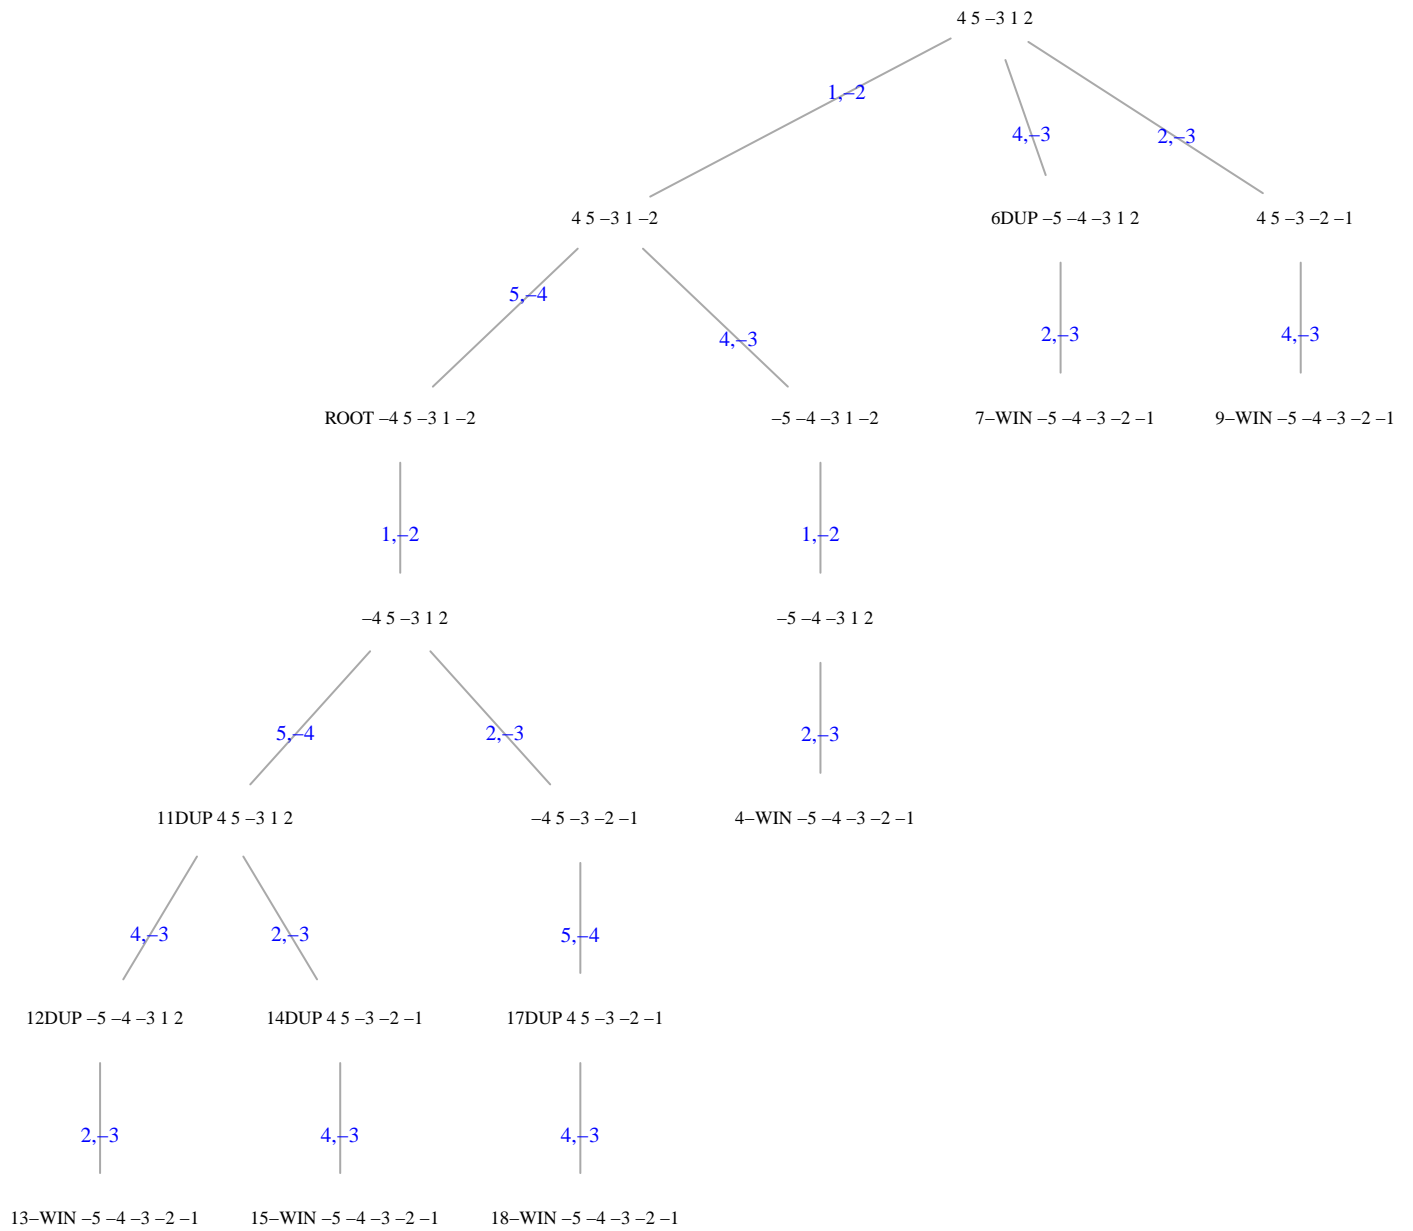 4 5 –3 1 2
1,–2
4,–3
2,–3
4 5 –3 1 –2
6DUP –5 –4 –3 1 2
4 5 –3 –2 –1
5,–4
4,–3
2,–3
4,–3
ROOT –4 5 –3 1 –2
–5 –4 –3 1 –2
7–WIN –5 –4 –3 –2 –1
9–WIN –5 –4 –3 –2 –1
1,–2
1,–2
–4 5 –3 1 2
–5 –4 –3 1 2
5,–4
2,–3
2,–3
11DUP 4 5 –3 1 2
–4 5 –3 –2 –1
4–WIN –5 –4 –3 –2 –1
4,–3
2,–3
5,–4
12DUP –5 –4 –3 1 2
14DUP 4 5 –3 –2 –1
17DUP 4 5 –3 –2 –1
2,–3
4,–3
4,–3
13–WIN –5 –4 –3 –2 –1
15–WIN –5 –4 –3 –2 –1
18–WIN –5 –4 –3 –2 –1